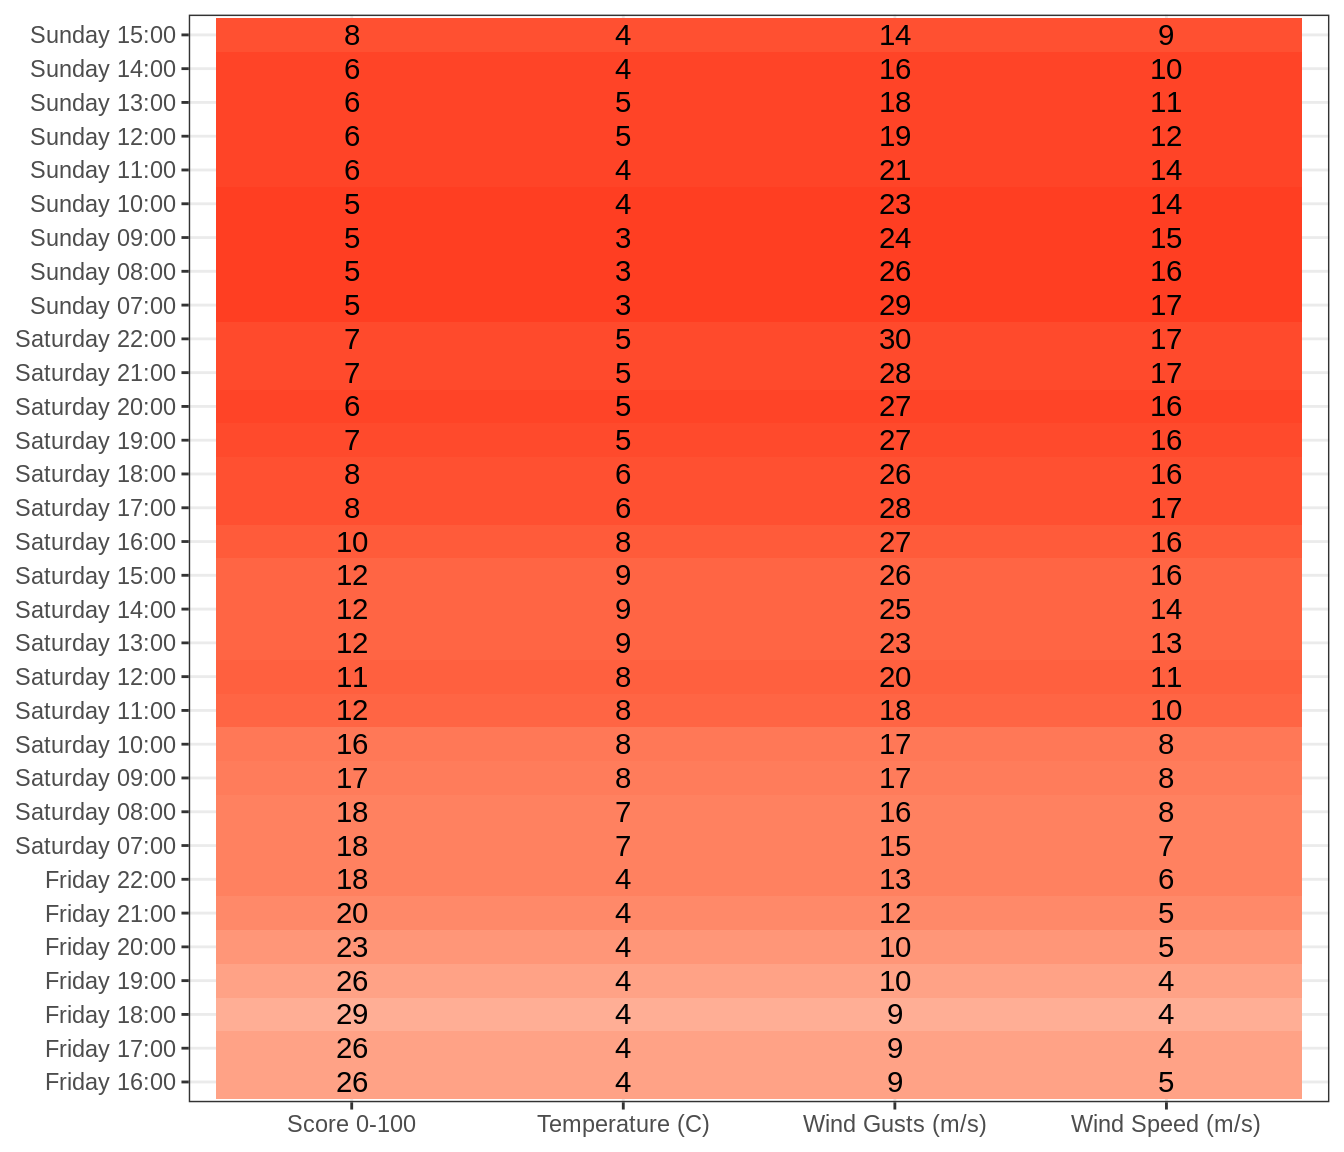 Sunday 15:00 8 4 14 9
Sunday 14:00 6 4 16 10
Sunday 13:00 6 5 18 11
Sunday 12:00 6 5 19 12
Sunday 11:00 6 4 21 14
Sunday 10:00 5 4 23 14
Sunday 09:00 5 3 24 15
Sunday 08:00 5 3 26 16
Sunday 07:00 5 3 29 17
Saturday 22:00 7 5 30 17
Saturday 21:00 7 5 28 17
Saturday 20:00 6 5 27 16
Saturday 19:00 7 5 27 16
Saturday 18:00 8 6 26 16
Saturday 17:00 8 6 28 17
Saturday 16:00 10 8 27 16
Saturday 15:00 12 9 26 16
Saturday 14:00 12 9 25 14
Saturday 13:00 12 9 23 13
Saturday 12:00 11 8 20 11
Saturday 11:00 12 8 18 10
Saturday 10:00 16 8 17 8
Saturday 09:00 17 8 17 8
Saturday 08:00 18 7 16 8
Saturday 07:00 18 7 15 7
Friday 22:00 18 4 13 6
Friday 21:00 20 4 12 5
Friday 20:00 23 4 10 5
Friday 19:00 26 4 10 4
Friday 18:00 29 4 9 4
Friday 17:00 26 4 9 4
Friday 16:00 26 4 9 5
Score 0-100 Temperature (C) Wind Gusts (m/s) Wind Speed (m/s)